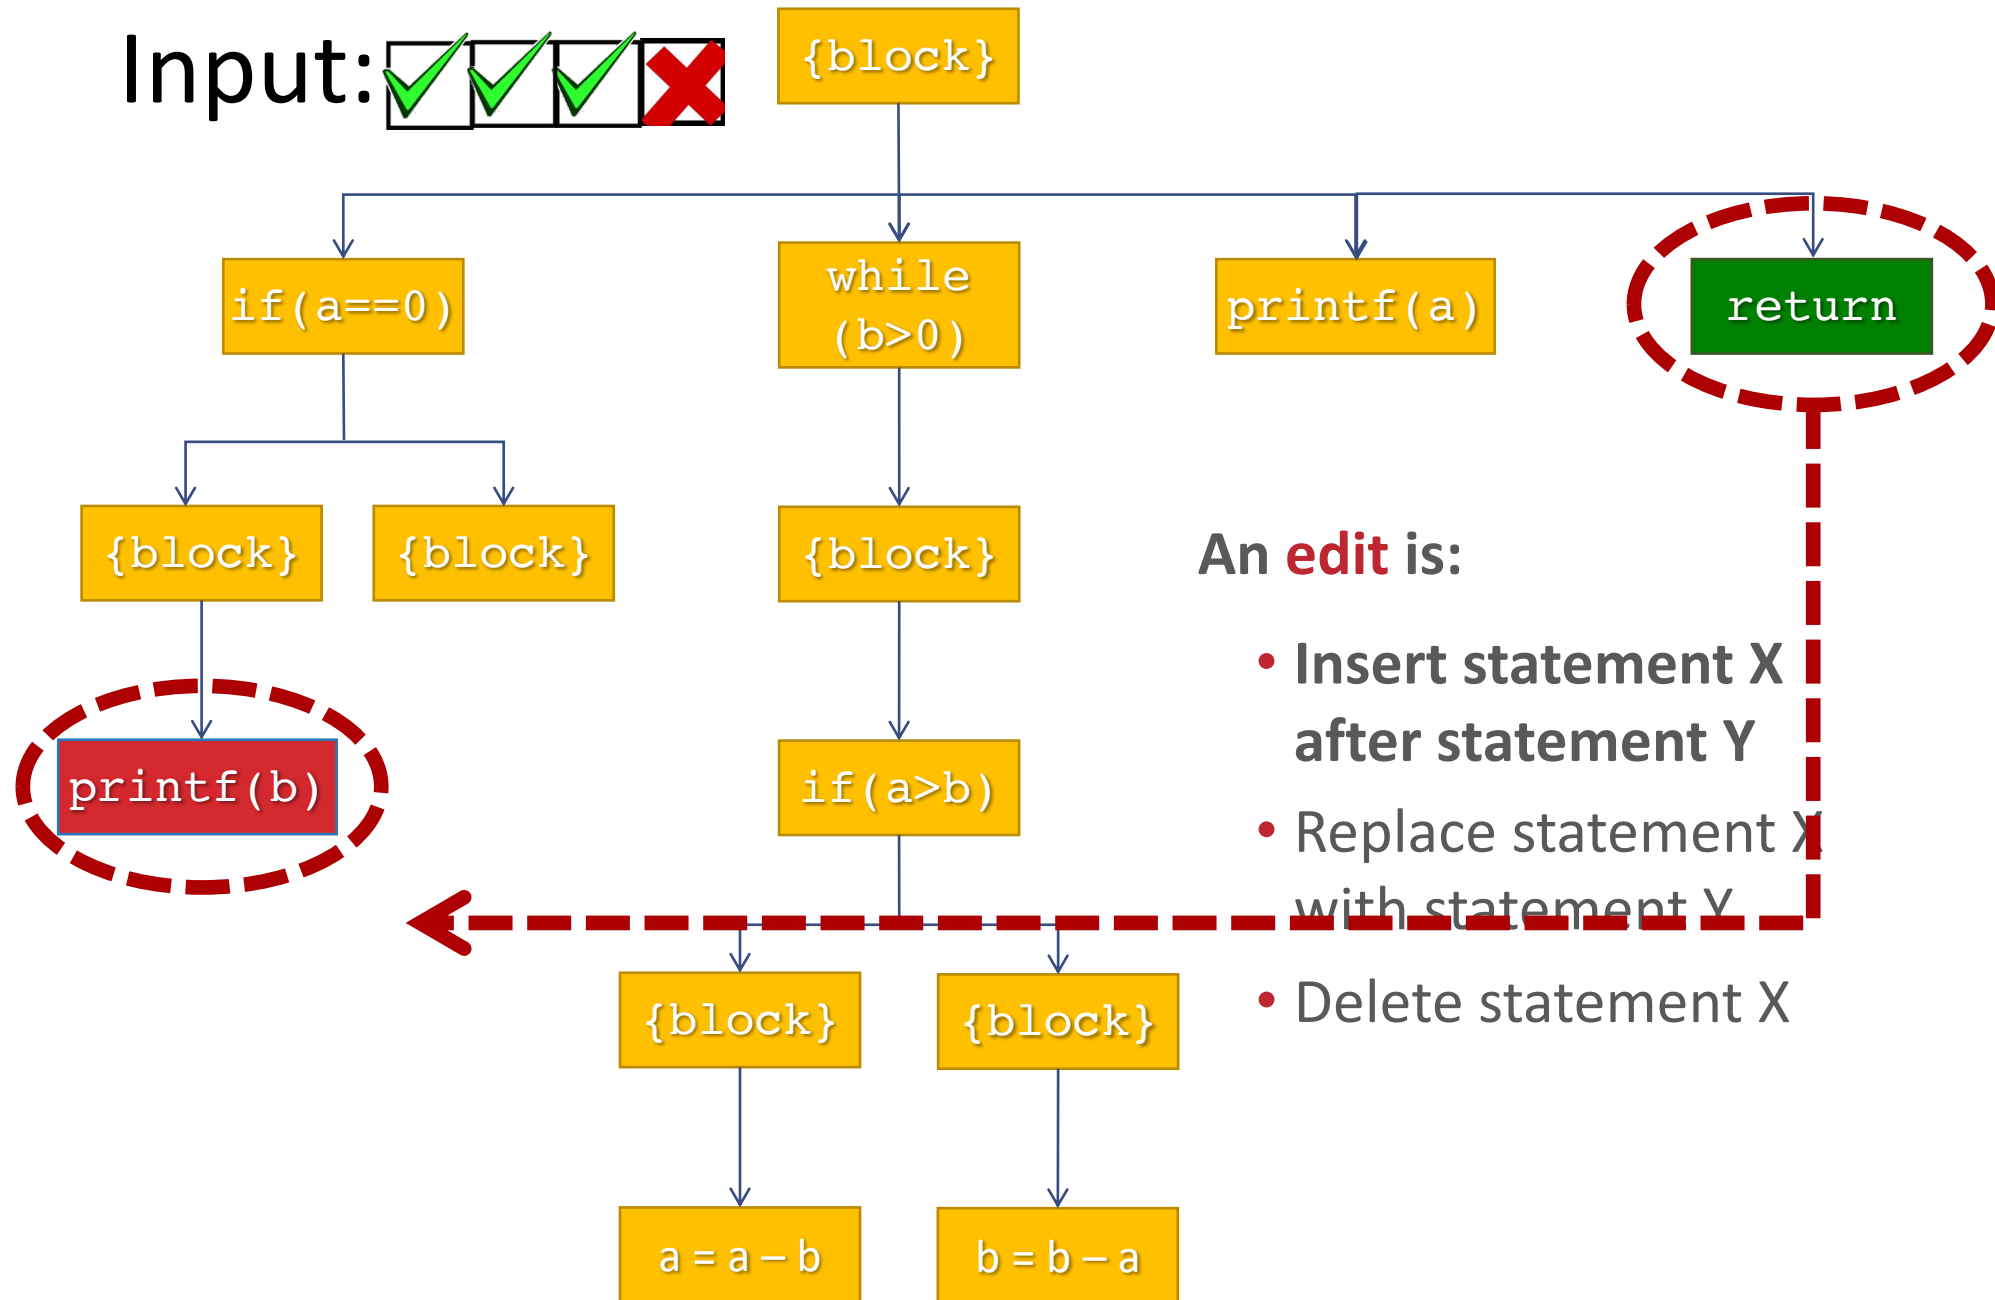 Input:
{block}
if(a==0)
while
(b>0)
printf(a)
return
{block}
{block}
{block}
An edit is:
• Insert statement X
after statement Y
printf(b)
if(a>b)
• Replace statement X
with statement Y
{block}
{block}
• Delete statement X
a = a – b
b = b – a